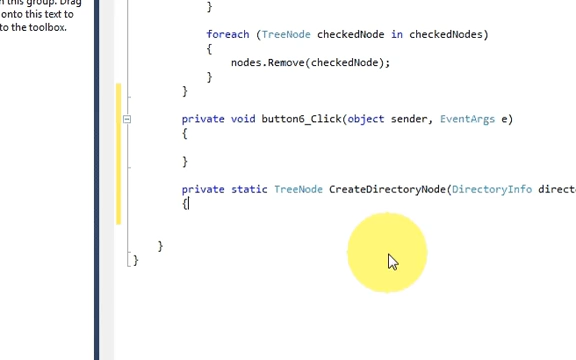 n this group. Drag
onto this text to
to the toolbox.
}
foreach (TreeNode checkedNode in checkedNodes)
{
nodes.Remove(checkedNode);
}
}
private void button6_Click(object sender, EventArgs e)
{
}
private static TreeNode CreateDirectoryNode(DirectoryInfo direct
{
}
}